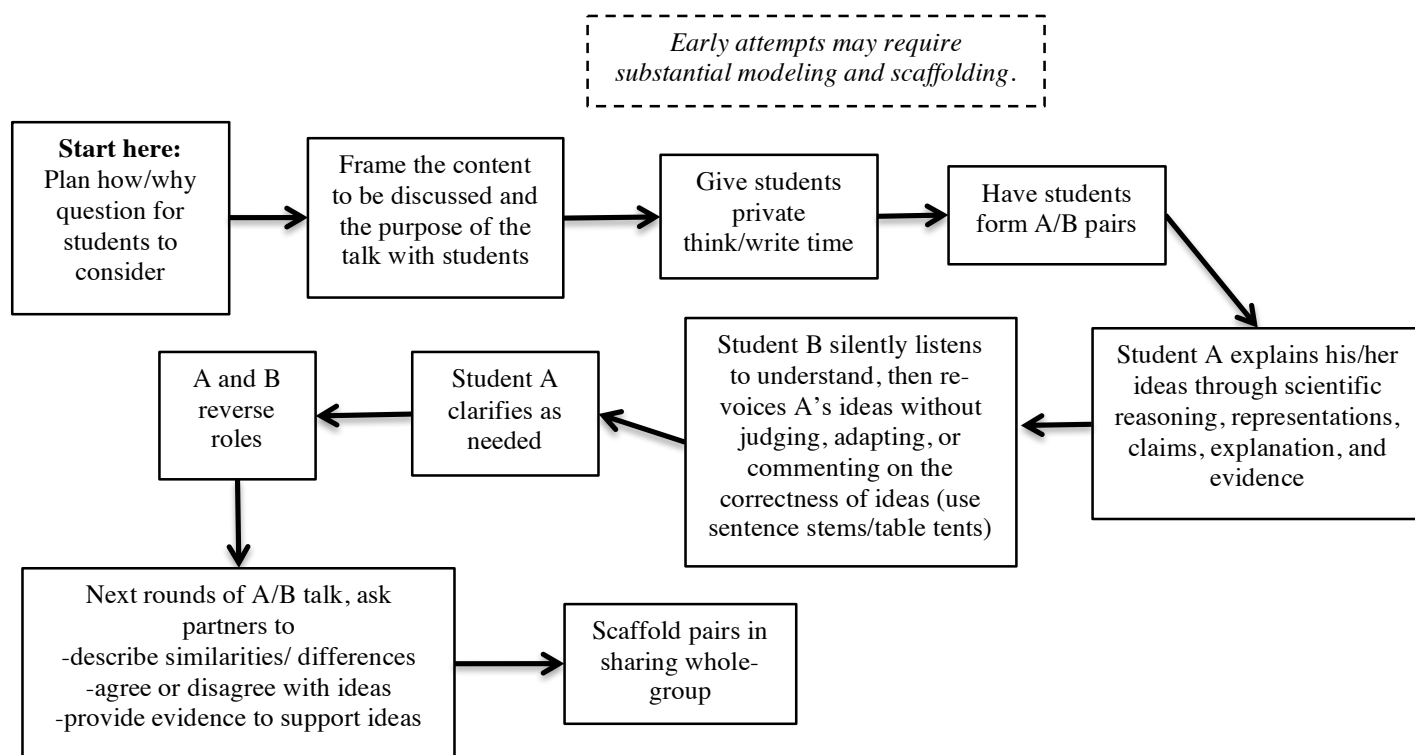 Early attempts may require
substantial modeling and scaffolding.
Start here:
Plan how/why
question for
students to
consider
Frame the content
to be discussed and
the purpose of the
talk with students
Give students
private
think/write time
Have students
form A/B pairs
Student A explains his/her
ideas through scientific
reasoning, representations,
claims, explanation, and
evidence
Student B silently listens
to understand, then re-
voices A’s ideas without
judging, adapting, or
commenting on the
correctness of ideas (use
sentence stems/table tents)
Student A
clarifies as
needed
A and B
reverse
roles
Next rounds of A/B talk, ask
partners to
-describe similarities/ differences
-agree or disagree with ideas
-provide evidence to support ideas
Scaffold pairs in
sharing whole-
group